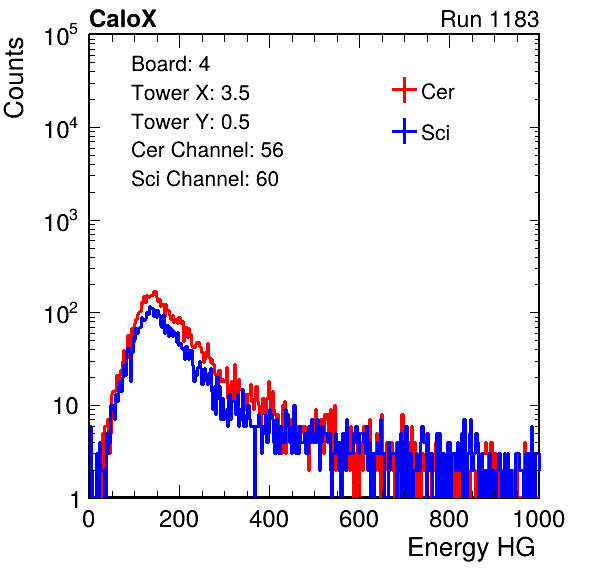 CaloX Run 1183
Counts
10^5
10^4
10^3
10^2
10
1
Board: 4
Tower X: 3.5
Tower Y: 0.5
Cer Channel: 56
Sci Channel: 60
Cer
Sci
0 200 400 600 800 1000
Energy HG